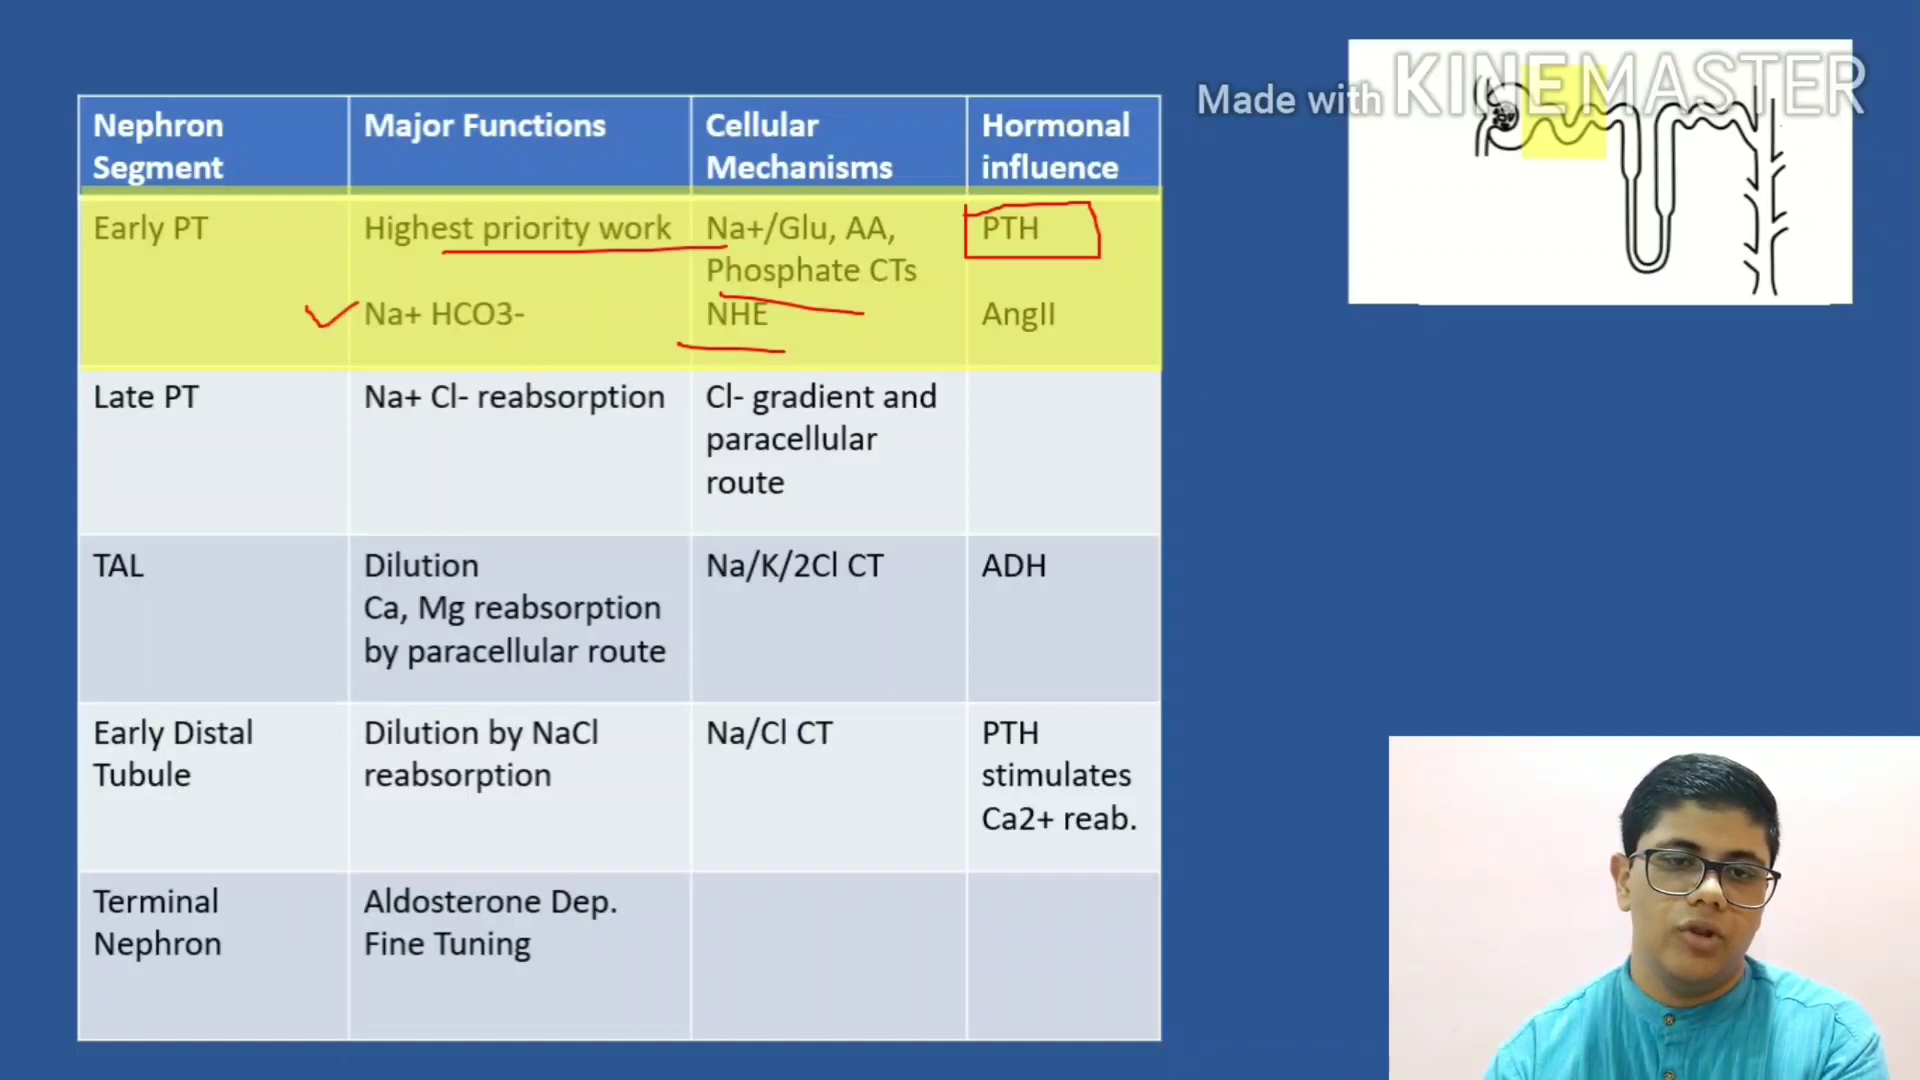 Made with KINEMASTER
Nephron Segment
Major Functions
Cellular Mechanisms
Hormonal influence
Early PT
Highest priority work
Na+/Glu, AA,
Phosphate CTs
PTH
Na+ HCO3-
NHE
AngII
Late PT
Na+ Cl- reabsorption
Cl- gradient and
paracellular
route
TAL
Dilution
Ca, Mg reabsorption
by paracellular route
Na/K/2Cl CT
ADH
Early Distal
Tubule
Dilution by NaCl
reabsorption
Na/Cl CT
PTH
stimulates
Ca2+ reab.
Terminal
Nephron
Aldosterone Dep.
Fine Tuning